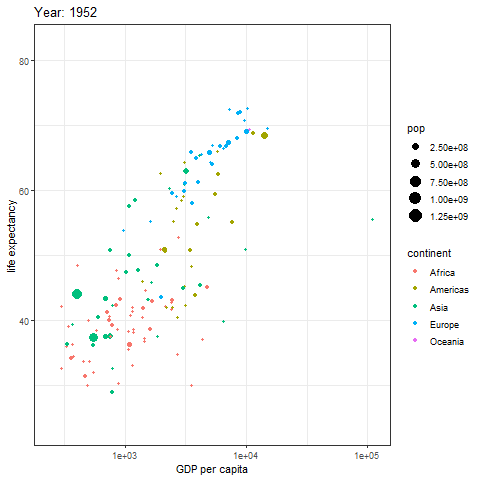 Year: 1952
80
60
40
life expectancy
1e+03
1e+04
1e+05
GDP per capita
pop
2.50e+08
5.00e+08
7.50e+08
1.00e+09
1.25e+09
continent
Africa
Americas
Asia
Europe
Oceania